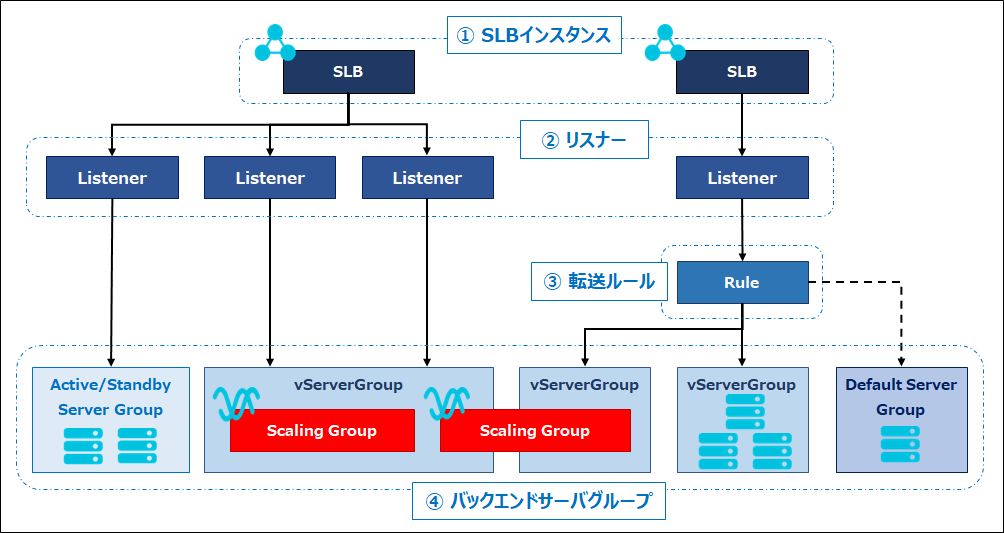 ① SLBインスタンス
SLB
SLB
② リスナー
Listener
Listener
Listener
Listener
③ 転送ルール
Rule
Active/Standby
Server Group
vServerGroup
vServerGroup
vServerGroup
Default Server
Group
Scaling Group
Scaling Group
④ バックエンドサーバグループ